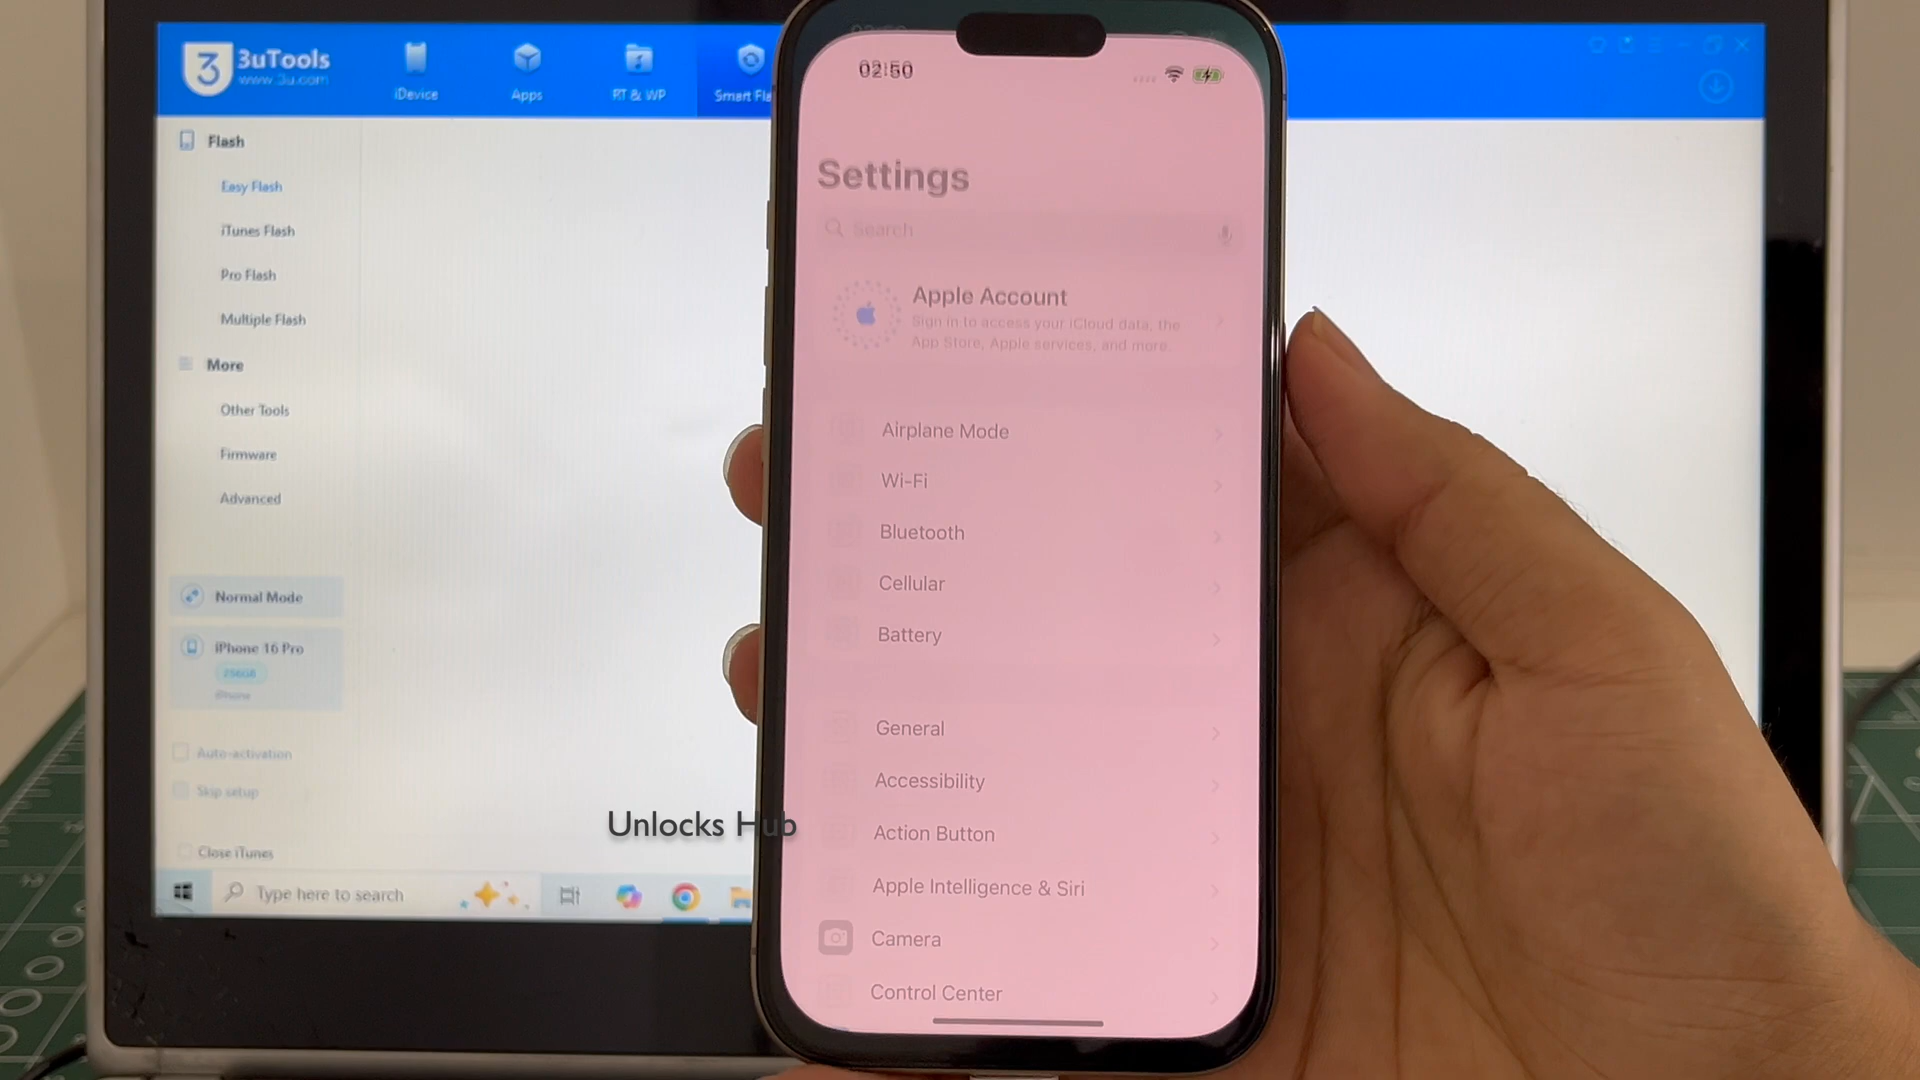 3uTools
www.3u.com
iDevice
Apps
RT & WP
Smart Fla
Flash
Easy Flash
iTunes Flash
Pro Flash
Multiple Flash
More
Other Tools
Firmware
Advanced
Normal Mode
iPhone 16 Pro
256GB
iPhone
Auto-activation
Skip setup
Close iTunes
Type here to search
Unlocks Hub
02:50
Settings
Search
Apple Account
Sign in to access your iCloud data, the
App Store, Apple services, and more.
Airplane Mode
Wi-Fi
Bluetooth
Cellular
Battery
General
Accessibility
Action Button
Apple Intelligence & Siri
Camera
Control Center